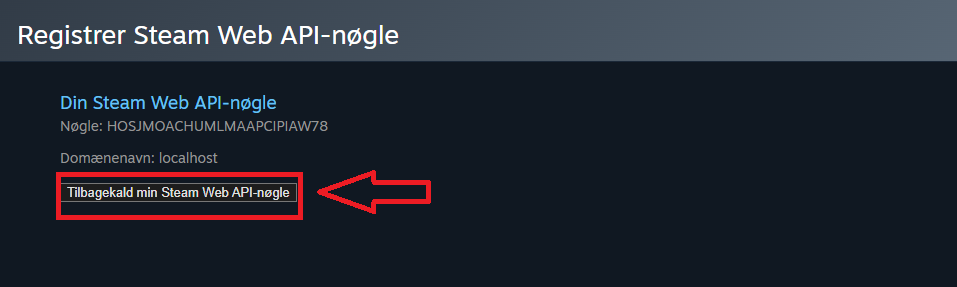 Registrer Steam Web API-nøgle
Din Steam Web API-nøgle
Nøgle: HOSJMOACHUMLMAAPCIPIAW78
Domænenavn: localhost
Tilbagekald min Steam Web API-nøgle